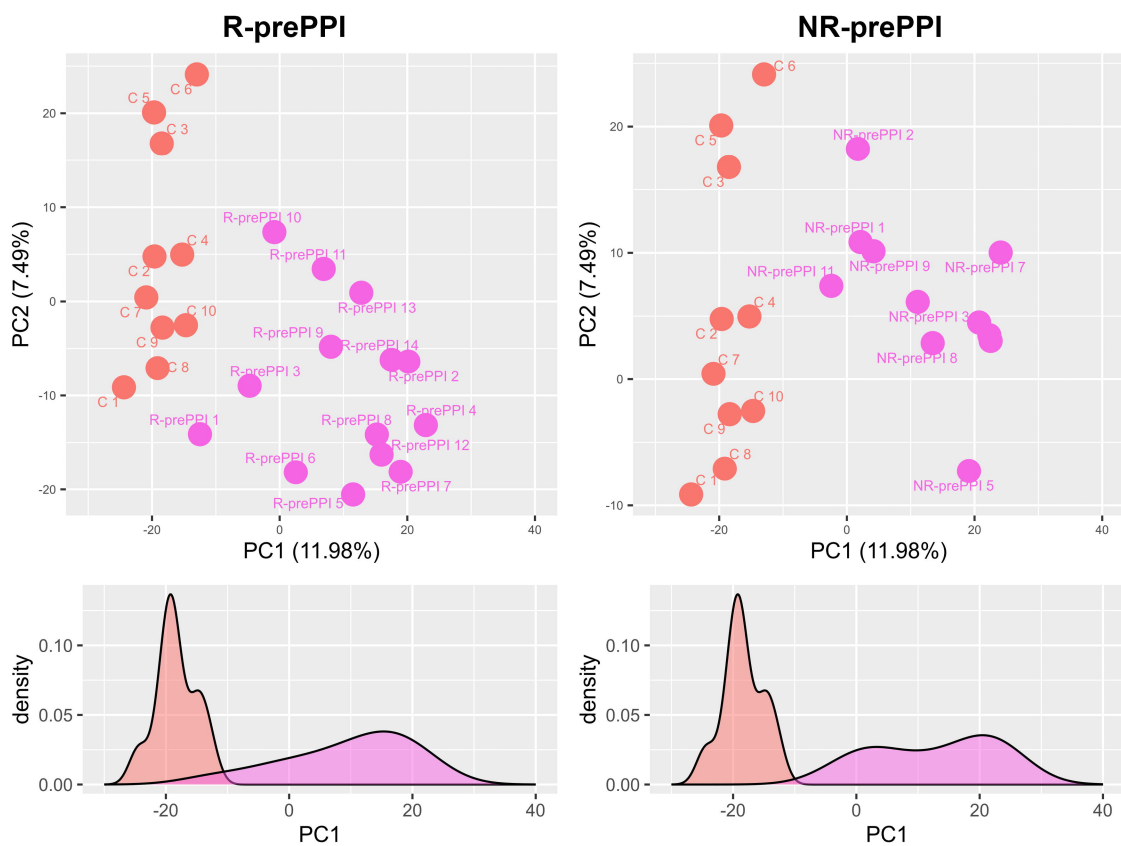 R-prePPI
NR-prePPI
PC2 (7.49%)
20
10
0
-10
-20
C 6
C 5
C 3
C 4
C 2
C 7
C 10
C 9
C 8
C 1
R-prePPI 10
R-prePPI 11
R-prePPI 13
R-prePPI 9
R-prePPI 14
R-prePPI 2
R-prePPI 3
R-prePPI 1
R-prePPI 4
R-prePPI 8
R-prePPI 12
R-prePPI 6
R-prePPI 7
R-prePPI 5
-20
0
20
40
PC1 (11.98%)
PC2 (7.49%)
20
10
0
-10
C 6
C 5
C 3
C 4
C 2
C 7
C 10
C 9
C 8
C 1
NR-prePPI 2
NR-prePPI 1
NR-prePPI 9
NR-prePPI 7
NR-prePPI 11
NR-prePPI 3
NR-prePPI 8
NR-prePPI 5
-20
0
20
40
PC1 (11.98%)
density
0.10
0.05
0.00
-20
0
20
40
PC1
density
0.10
0.05
0.00
-20
0
20
40
PC1